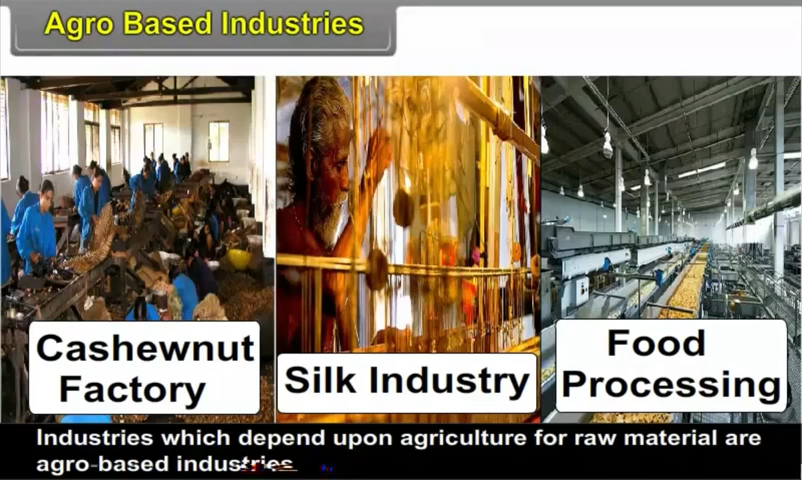 Agro Based Industries
Cashewnut
Factory
Silk Industry
Food
Processing
Industries which depend upon agriculture for raw material are
agro-based industries